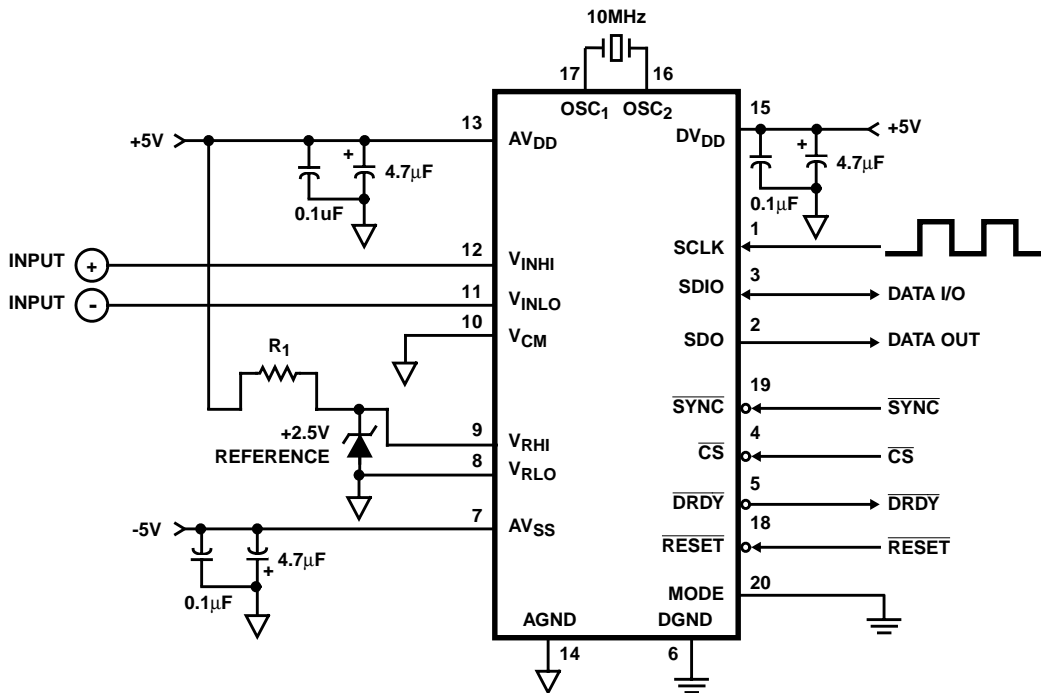 10MHz
17
16
OSC1
OSC2
+5V
13
AVDD
0.1uF
+
4.7μF
15
DVDD
+5V
0.1μF
+
4.7μF
INPUT +
12
VINHI
INPUT -
11
VINLO
10
VCM
R1
+2.5V
REFERENCE
9
VRHI
8
VRLO
-5V
7
AVSS
0.1μF
4.7μF
+
1
SCLK
3
SDIO
DATA I/O
2
SDO
DATA OUT
19
SYNC
SYNC
4
CS
CS
5
DRDY
DRDY
18
RESET
RESET
20
MODE
AGND
14
DGND
6